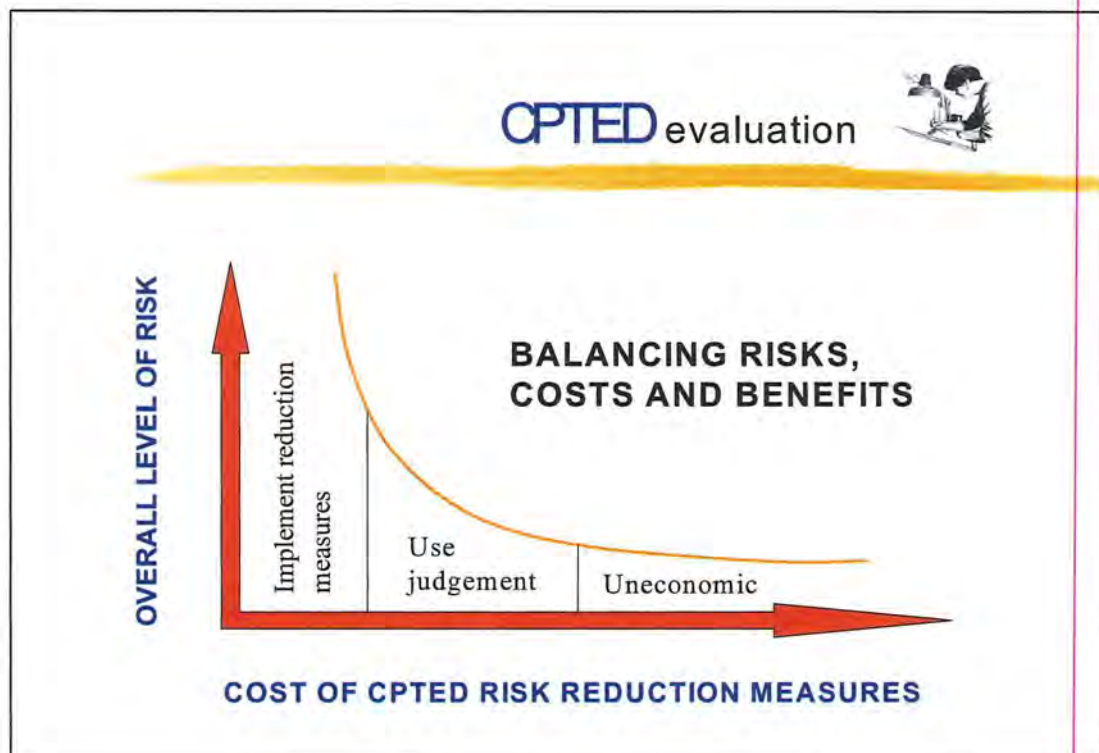 CPTED evaluation
OVERALL LEVEL OF RISK
BALANCING RISKS,
COSTS AND BENEFITS
Implement reduction
measures
Use
judgement
Uneconomic
COST OF CPTED RISK REDUCTION MEASURES